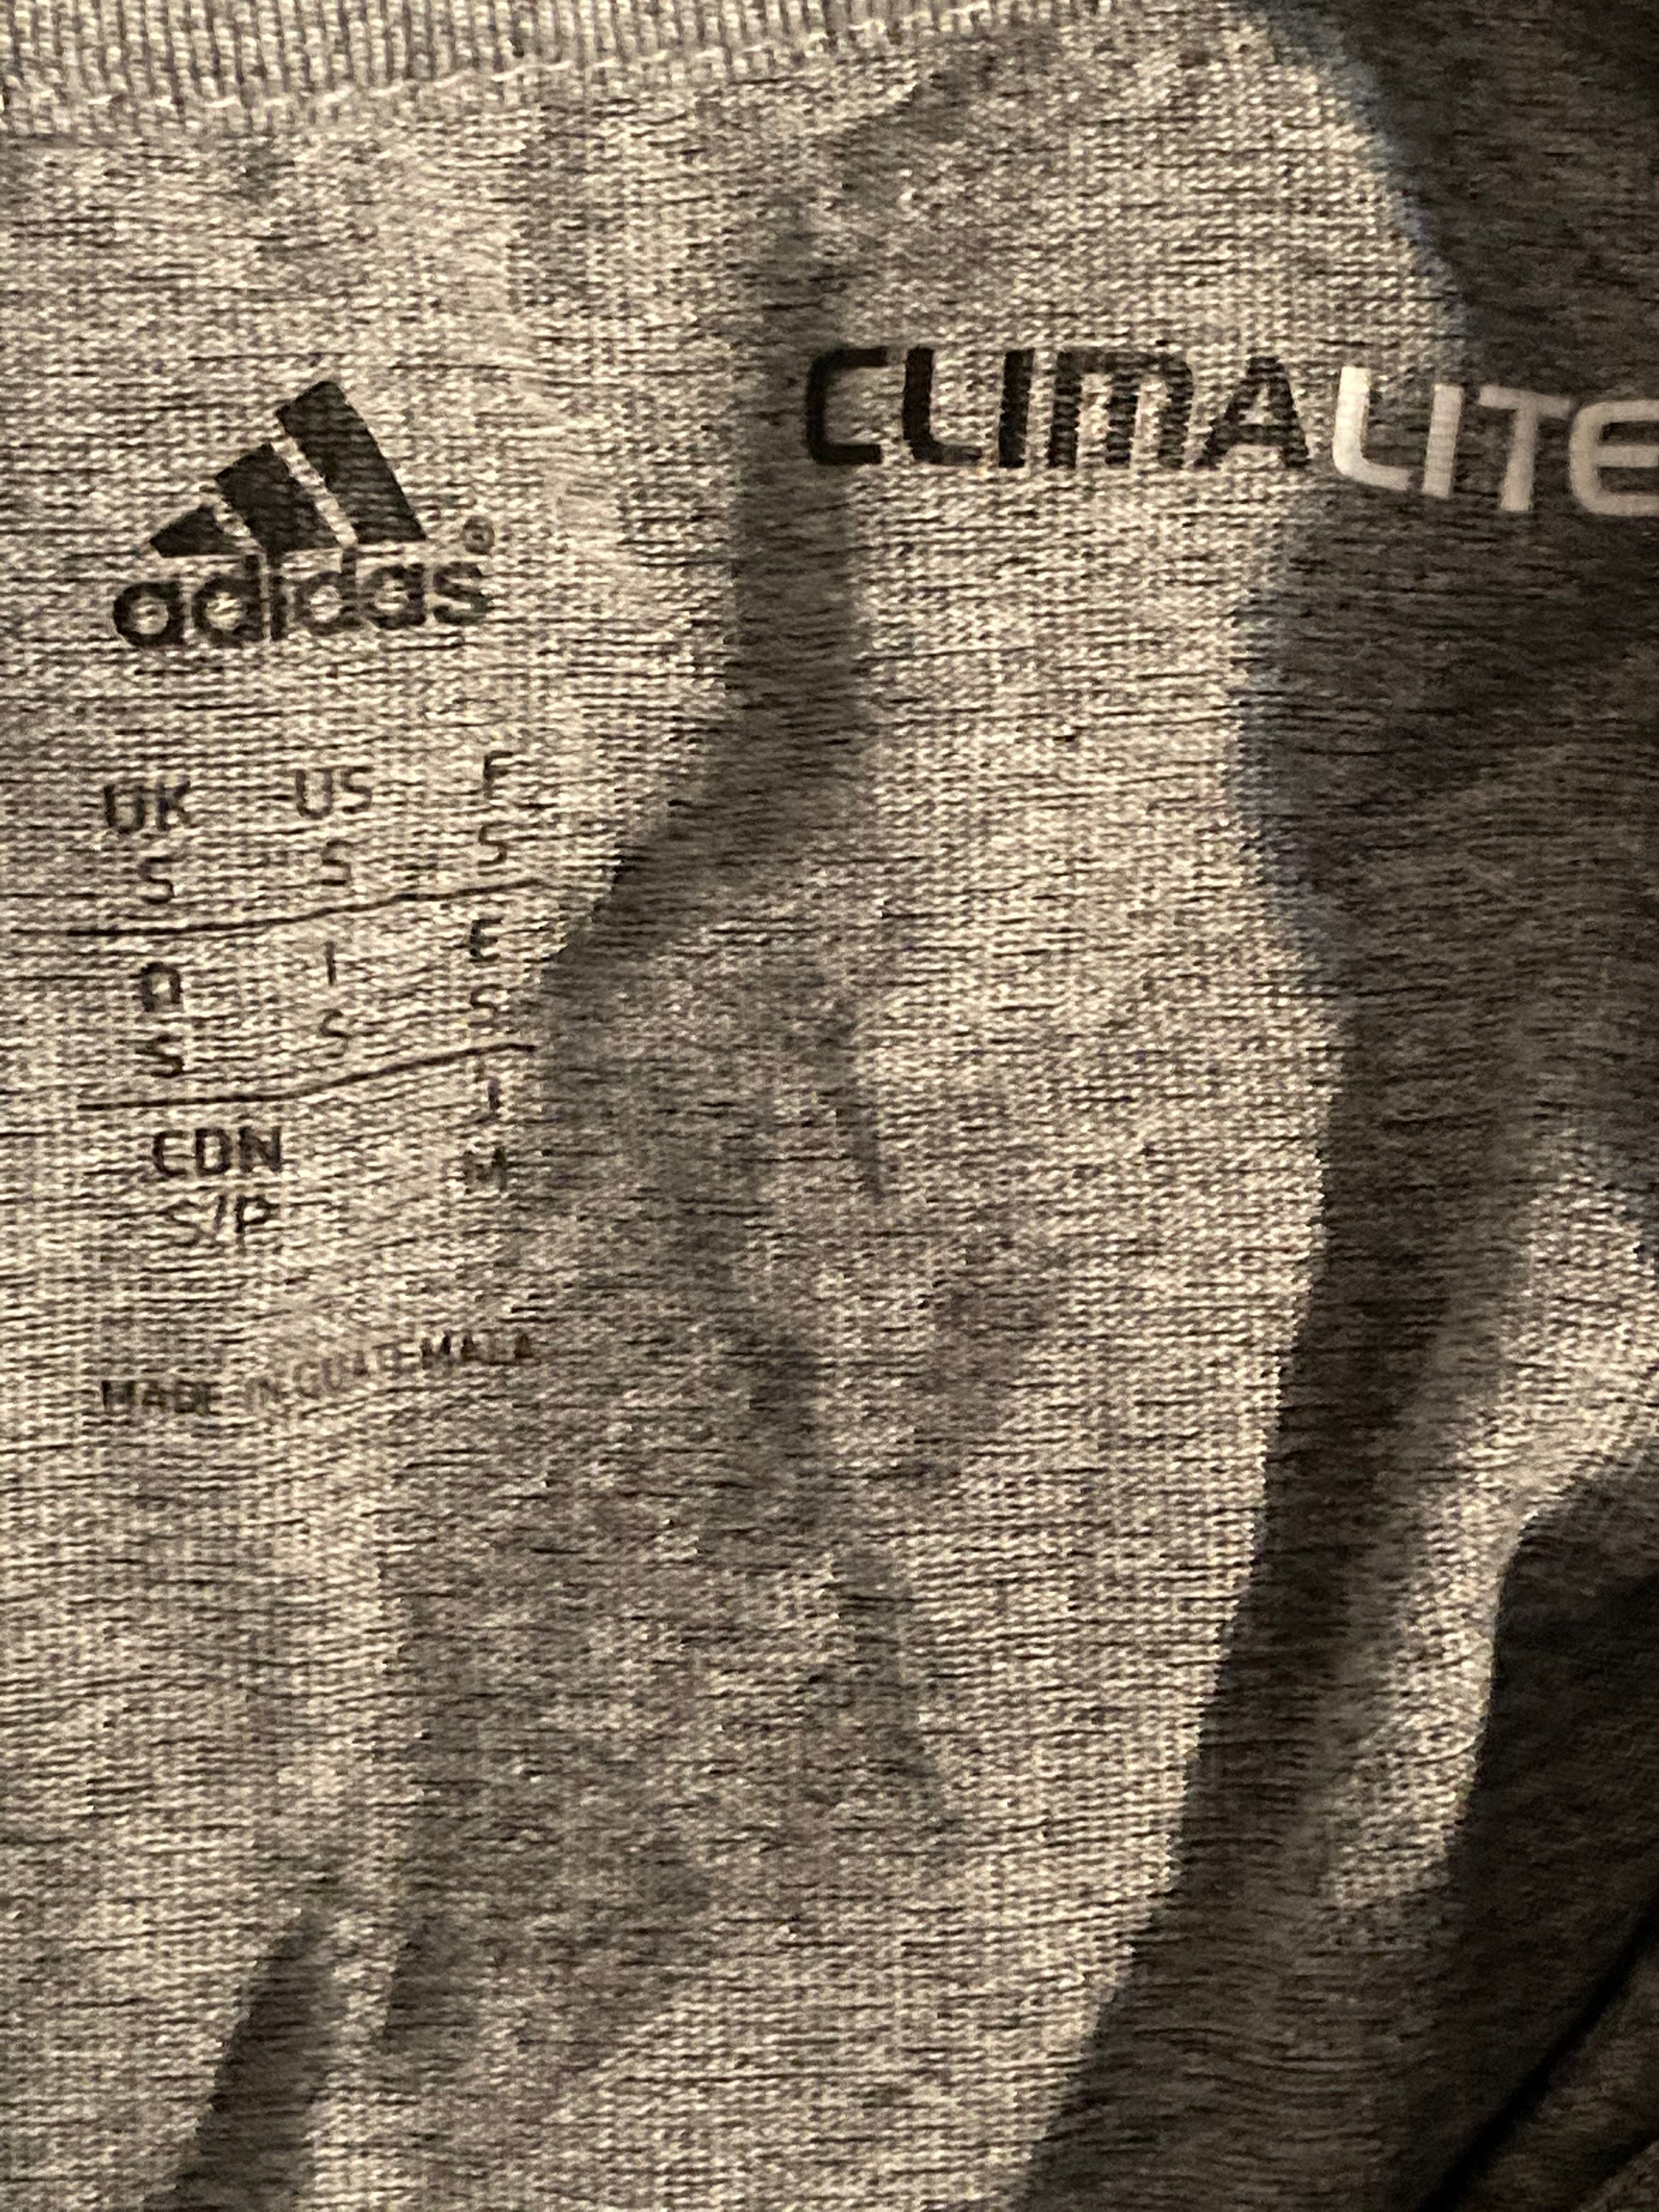 CLIMALITE
adidas®
UK US F
S S S
D I E
S S S
CDN J
S/P M
MADE IN GUATEMALA